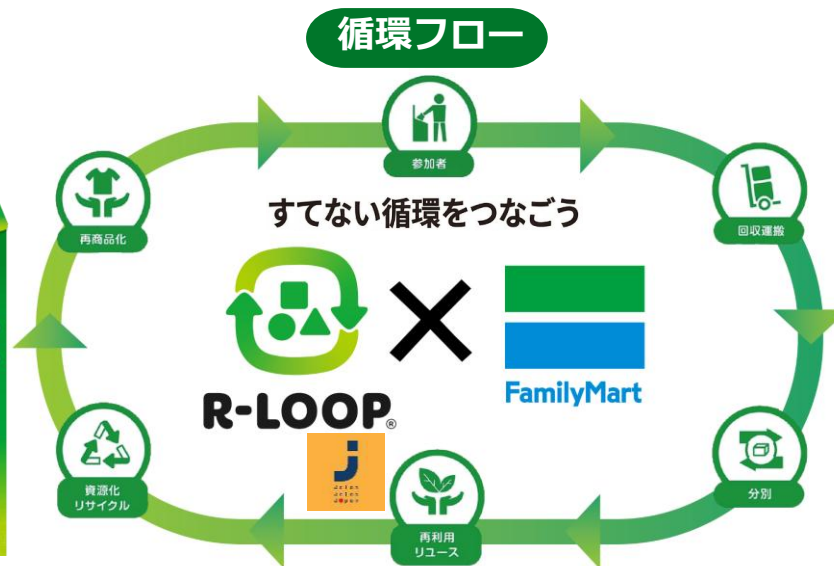 循環フロー
参加者
再商品化
すてない循環をつなごう
回収運搬
R-LOOP®
FamilyMart
資源化
リサイクル
再利用
リユース
分別